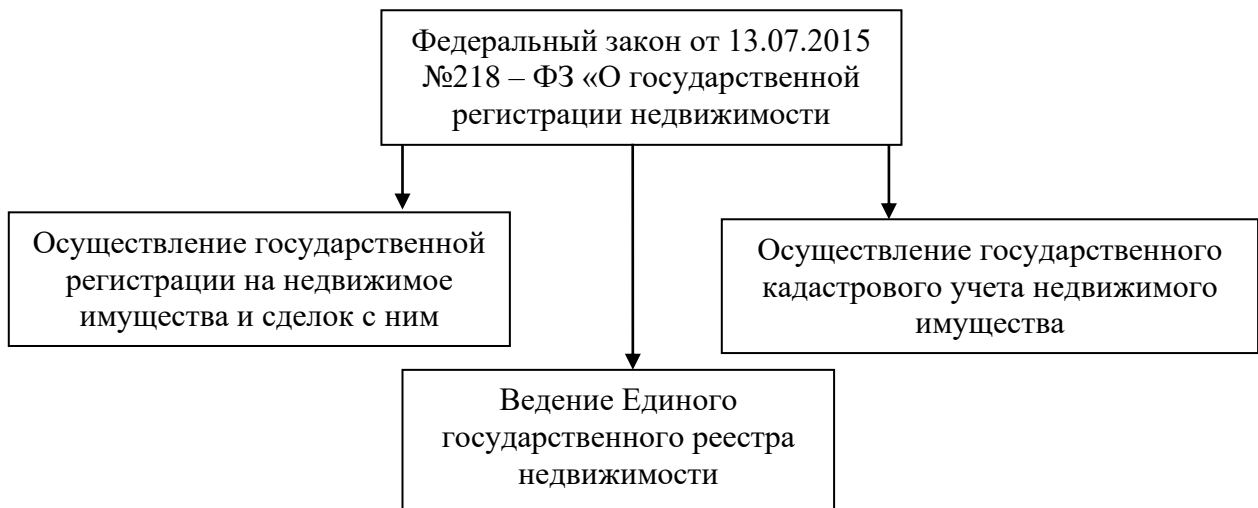 Федеральный закон от 13.07.2015
№218 – ФЗ «О государственной
регистрации недвижимости
Осуществление государственной
регистрации на недвижимое
имущества и сделок с ним
Осуществление государственного
кадастрового учета недвижимого
имущества
Ведение Единого
государственного реестра
недвижимости